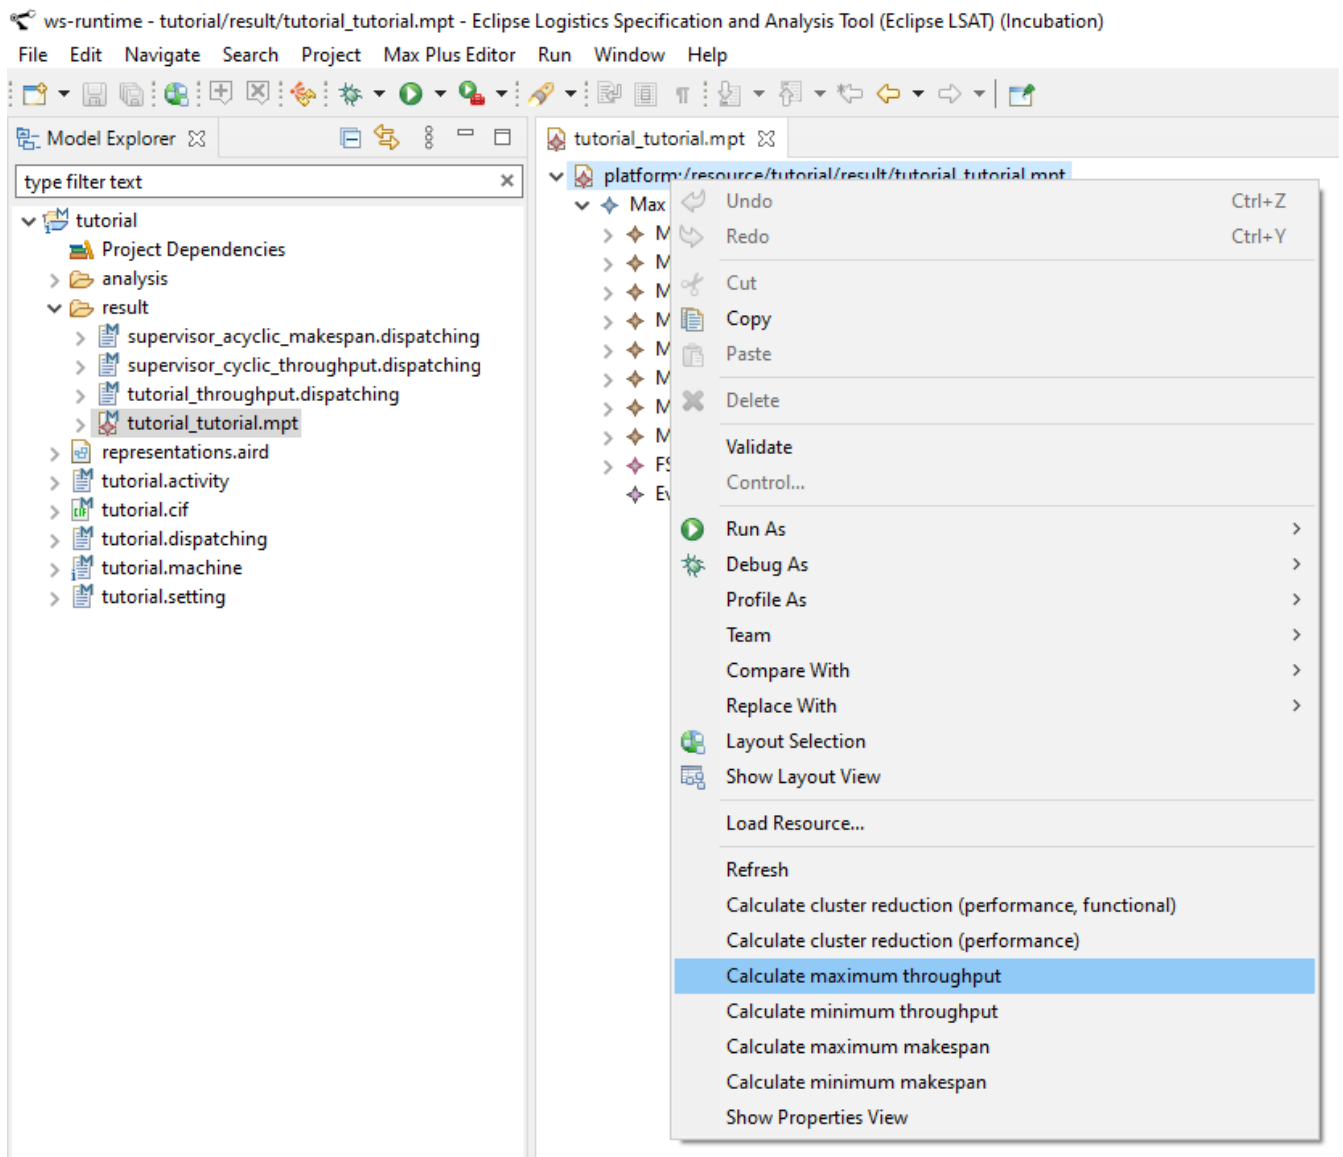 ws-runtime - tutorial/result/tutorial_tutorial.mpt - Eclipse Logistics Specification and Analysis Tool (Eclipse LSAT) (Incubation)
File Edit Navigate Search Project Max Plus Editor Run Window Help
Model Explorer
type filter text
tutorial
Project Dependencies
analysis
result
supervisor_acyclic_makespan.dispatching
supervisor_cyclic_throughput.dispatching
tutorial_throughput.dispatching
tutorial_tutorial.mpt
representations.aird
tutorial.activity
tutorial.cif
tutorial.dispatching
tutorial.machine
tutorial.setting
tutorial_tutorial.mpt
platform:/resource/tutorial/result/tutorial_tutorial.mpt
Max
M
M
M
M
M
M
M
M
FS
Ev
Undo Ctrl+Z
Redo Ctrl+Y
Cut
Copy
Paste
Delete
Validate
Control...
Run As
Debug As
Profile As
Team
Compare With
Replace With
Layout Selection
Show Layout View
Load Resource...
Refresh
Calculate cluster reduction (performance, functional)
Calculate cluster reduction (performance)
Calculate maximum throughput
Calculate minimum throughput
Calculate maximum makespan
Calculate minimum makespan
Show Properties View